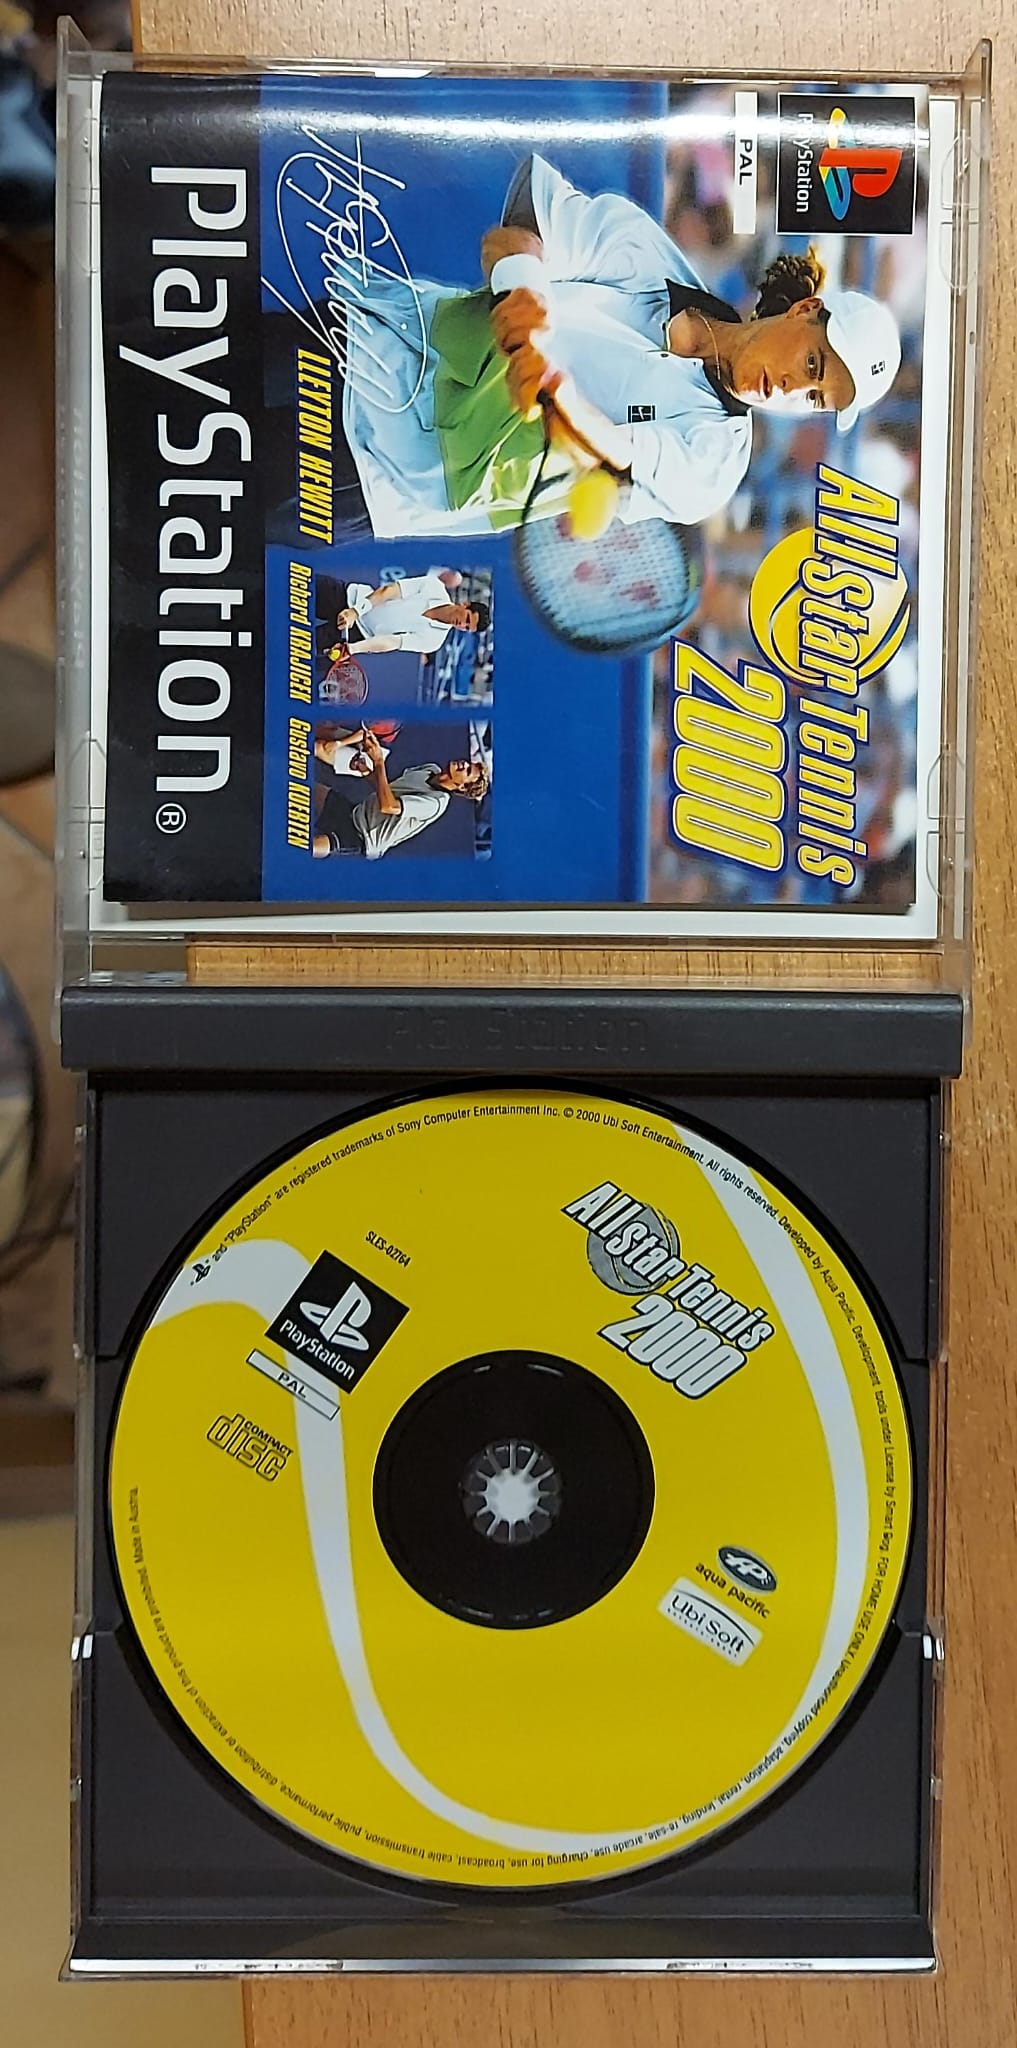 PlayStation
PAL
AllStar Tennis
2000
LLEYTON HEWITT
Richard KRAJICEK
Gustavo KUERTEN
PlayStation®
PlayStation
and "PlayStation" are registered trademarks of Sony Computer Entertainment Inc. © 2000 Ubi Soft Entertainment. All rights reserved. Developed by Aqua Pacific. Development tools under License by Smart Dog. FOR HOME USE ONLY. Unauthorised copying, adaptation, rental, lending, re-sale, arcade use, charging for use, broadcast, cable transmission, public performance, distribution or extraction of this product are prohibited. Made in Austria.
AllStar Tennis
2000
SLES-02764
PlayStation
PAL
COMPACT
disc
AP
aqua pacific
Ubi Soft